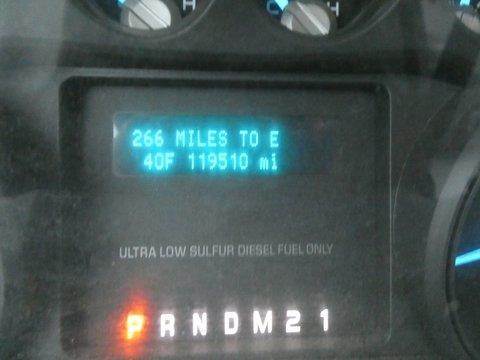 H
C H
266 MILES TO E
40F 119510 mi
ULTRA LOW SULFUR DIESEL FUEL ONLY
P R N D M 2 1